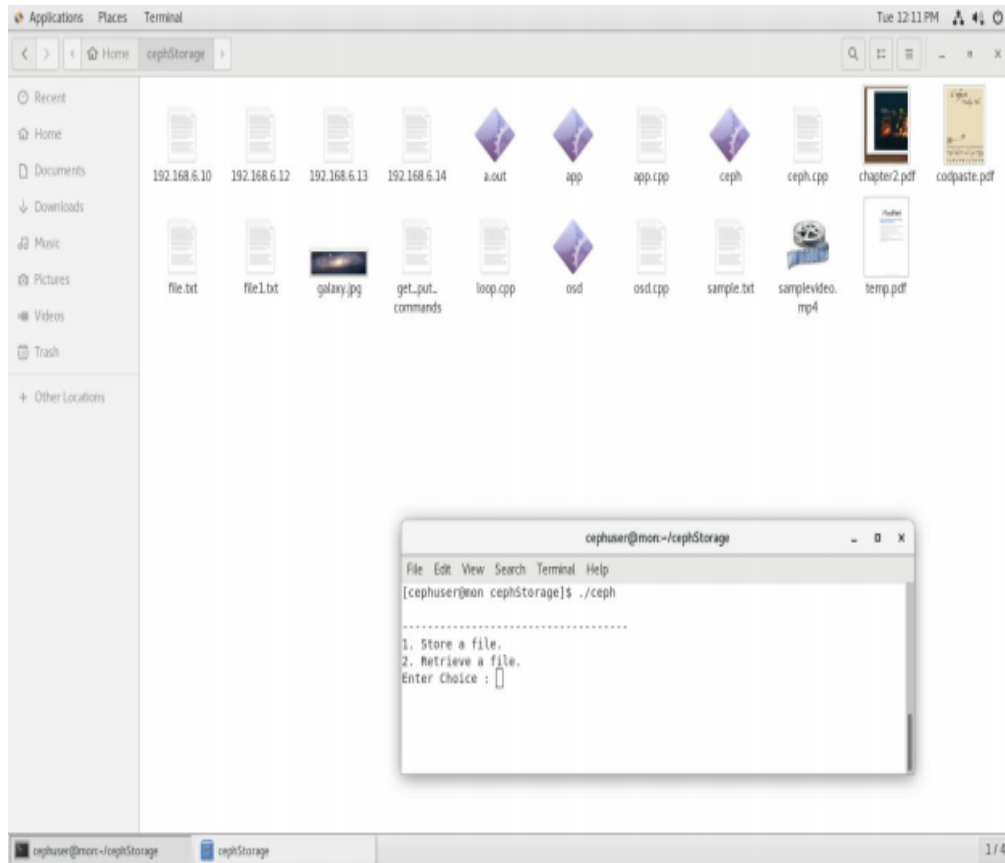 Applications Places Terminal Tue 12:11 PM
Home cephStorage
Recent
Home
Documents
Downloads
Music
Pictures
Videos
Trash
+ Other Locations
192.168.6.10 192.168.6.12 192.168.6.13 192.168.6.14 a.out app app.cpp ceph ceph.cpp chapter2.pdf codpaste.pdf
file.txt file1.txt galaxy.jpg get_put_ loop.cpp osd osd.cpp sample.txt samplevideo. temp.pdf
commands mp4
cephuser@mon:~/cephStorage
File Edit View Search Terminal Help
[cephuser@mon cephStorage]$ ./ceph
-----------------------------------
1. Store a file.
2. Retrieve a file.
Enter Choice :
cephuser@mon:~/cephStorage cephStorage 1 / 4